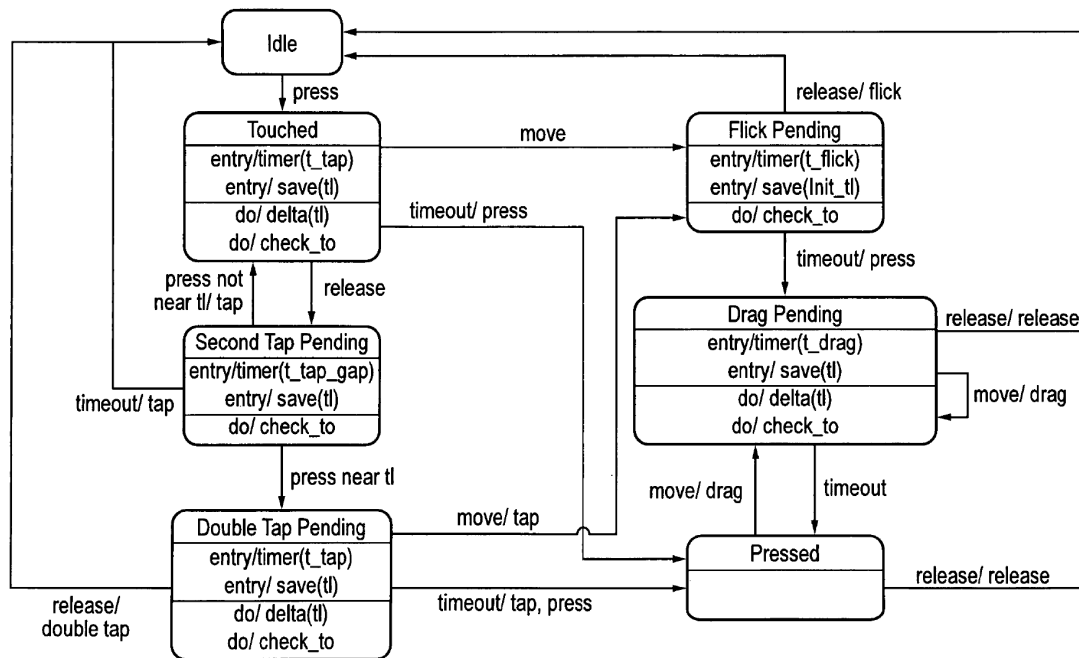 Idle
press
release/ flick
Touched
entry/timer(t_tap)
entry/ save(tl)
do/ delta(tl)
do/ check_to
move
Flick Pending
entry/timer(t_flick)
entry/ save(Init_tl)
do/ check_to
timeout/ press
timeout/ press
press not
near tl/ tap
release
Drag Pending
entry/timer(t_drag)
entry/ save(tl)
do/ delta(tl)
do/ check_to
release/ release
move/ drag
Second Tap Pending
entry/timer(t_tap_gap)
entry/ save(tl)
do/ check_to
timeout/ tap
press near tl
move/ drag
timeout
Double Tap Pending
entry/timer(t_tap)
entry/ save(tl)
do/ delta(tl)
do/ check_to
move/ tap
Pressed
release/ release
timeout/ tap, press
release/
double tap